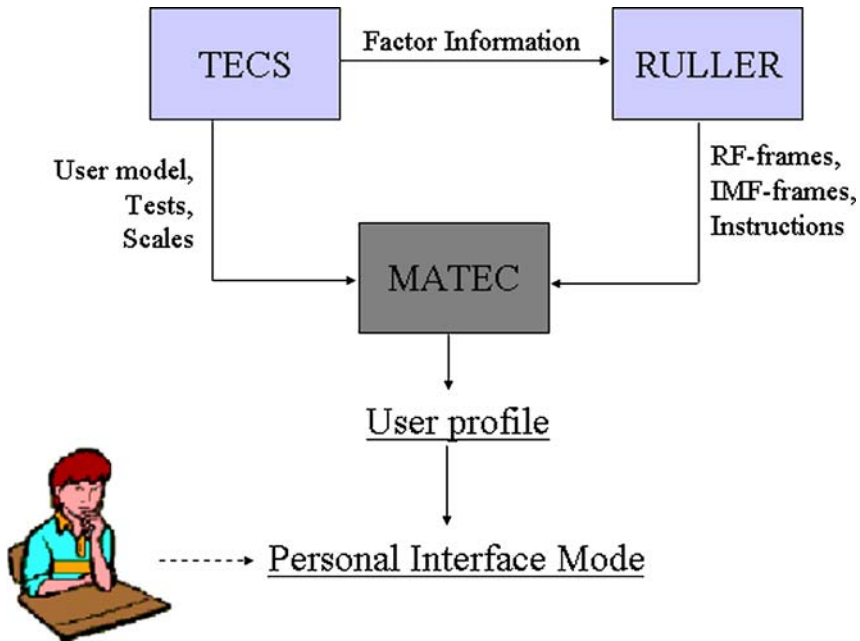 TECS
Factor Information
RULLER
User model,
Tests,
Scales
RF-frames,
IMF-frames,
Instructions
MATEC
User profile
Personal Interface Mode